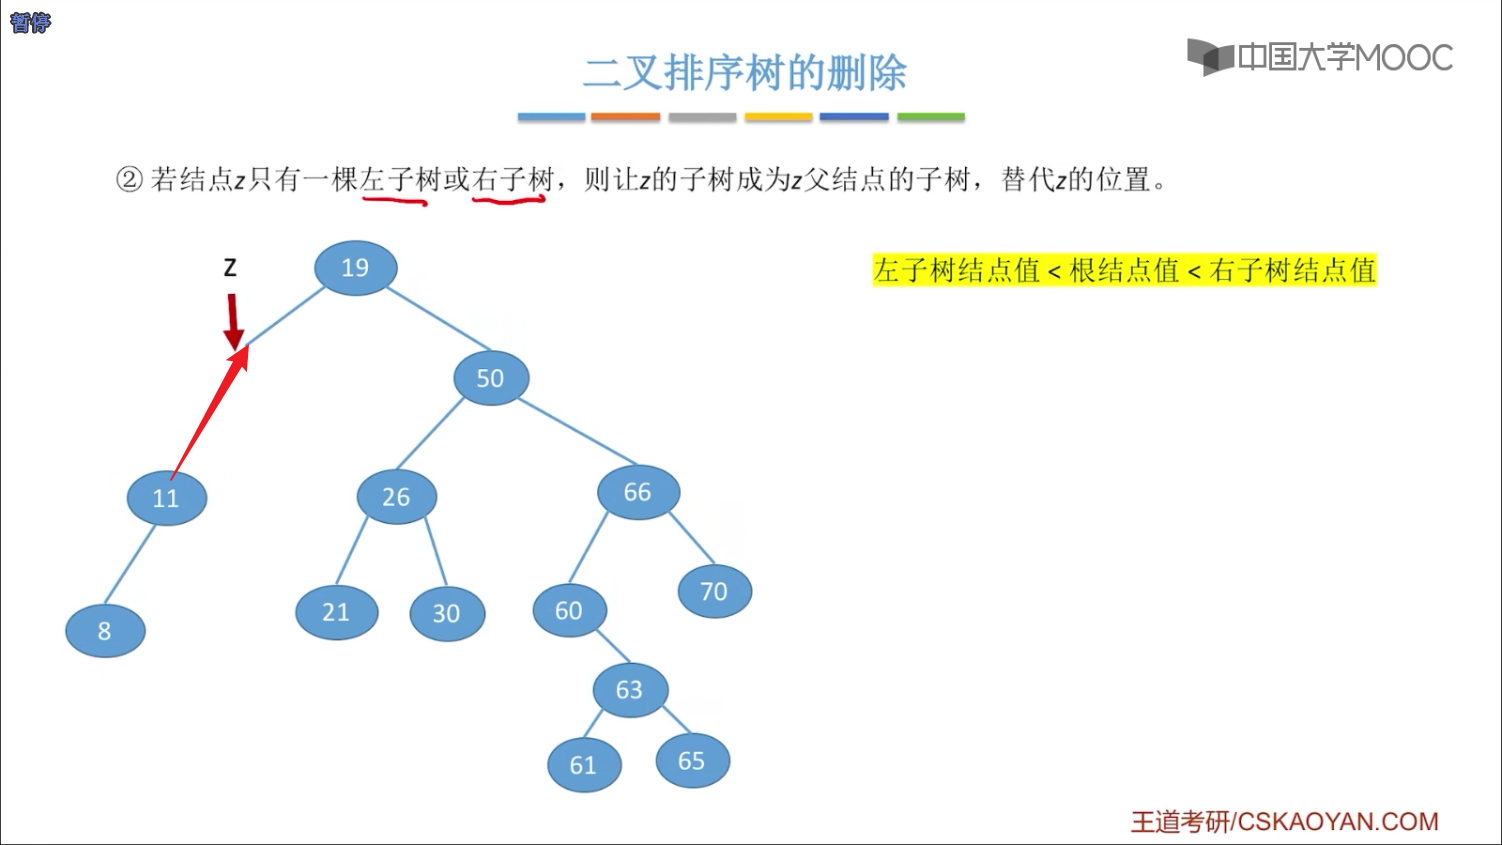 暂停
中国大学MOOC
二叉排序树的删除
② 若结点z只有一棵左子树或右子树，则让z的子树成为z父结点的子树，替代z的位置。
左子树结点值 < 根结点值 < 右子树结点值
Z
19
50
11
26
66
8
21
30
60
70
63
61
65
王道考研/CSKAOYAN.COM